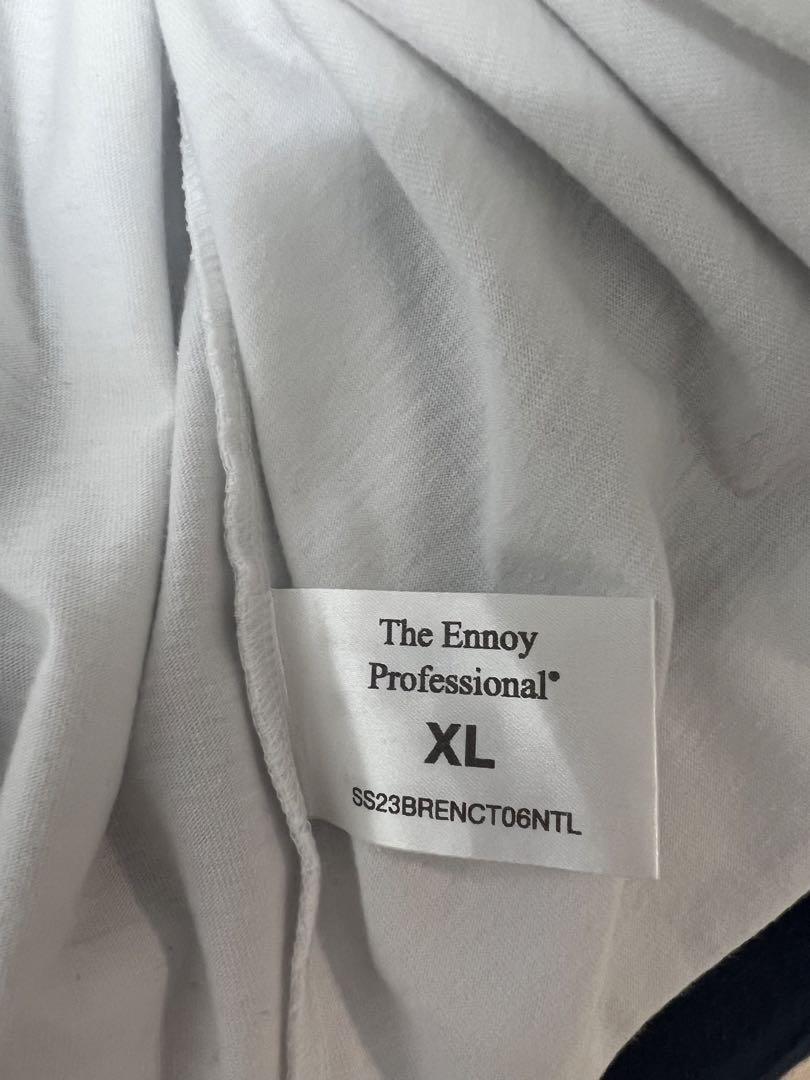 The Ennoy
Professional®
XL
SS23BRENCT06NTL